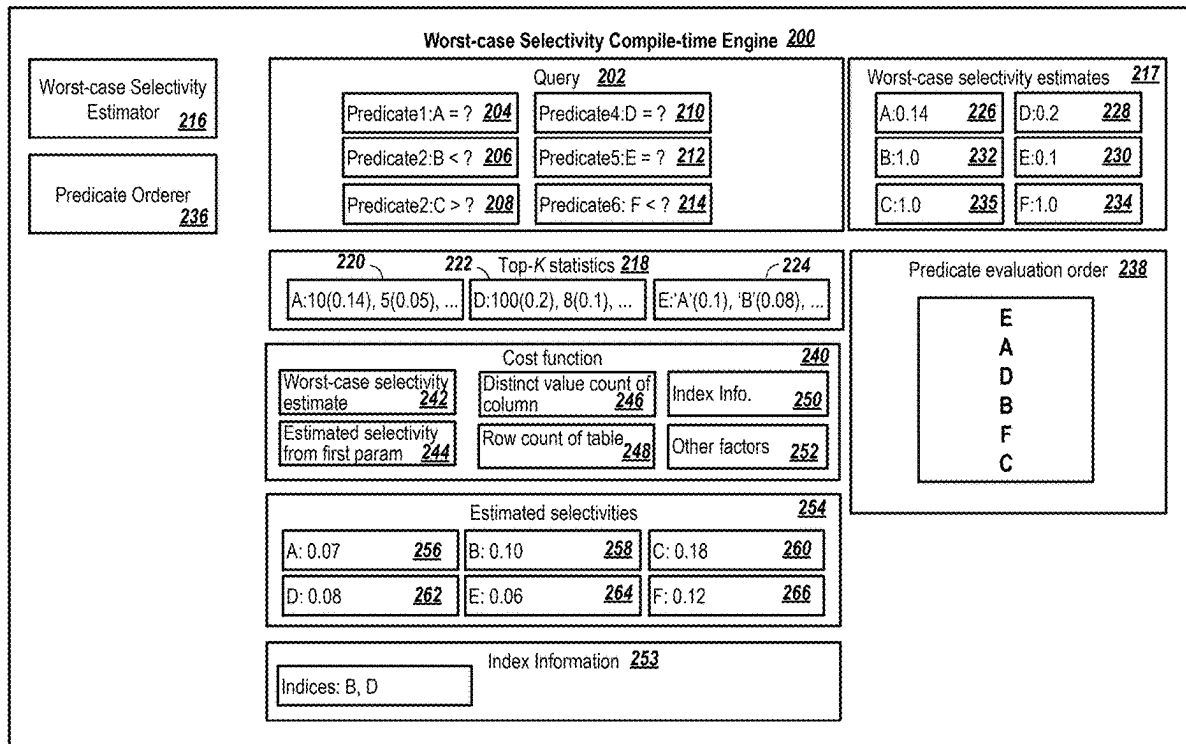 Worst-case Selectivity Compile-time Engine 200
Worst-case Selectivity
Estimator
216
Predicate Orderer
236
Query 202
Predicate1:A = ? 204
Predicate4:D = ? 210
Predicate2:B < ? 206
Predicate5:E = ? 212
Predicate2:C > ? 208
Predicate6: F < ? 214
Worst-case selectivity estimates 217
A:0.14 226
D:0.2 228
B:1.0 232
E:0.1 230
C:1.0 235
F:1.0 234
220
222
Top-K statistics 218
224
A:10(0.14), 5(0.05), ...
D:100(0.2), 8(0.1), ...
E:'A'(0.1), 'B'(0.08), ...
Predicate evaluation order 238
E
A
D
B
F
C
Cost function 240
Worst-case selectivity
estimate 242
Distinct value count of
column 246
Index Info. 250
Estimated selectivity
from first param 244
Row count of table 248
Other factors 252
Estimated selectivities 254
A: 0.07 256
B: 0.10 258
C: 0.18 260
D: 0.08 262
E: 0.06 264
F: 0.12 266
Index Information 253
Indices: B, D